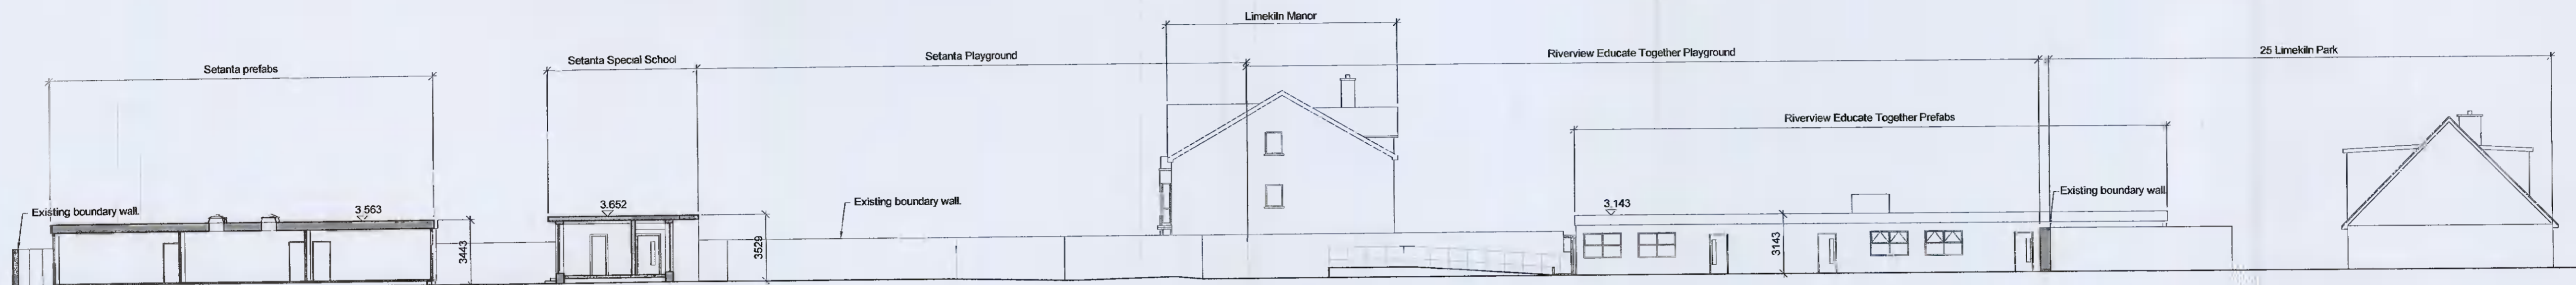 Limekiln Manor
Setanta prefabs
Setanta Special School
Setanta Playground
Riverview Educate Together Playground
25 Limekiln Park
Riverview Educate Together Prefabs
Existing boundary wall.
3.563
3.652
Existing boundary wall.
3.143
Existing boundary wall.
3443
3529
3143